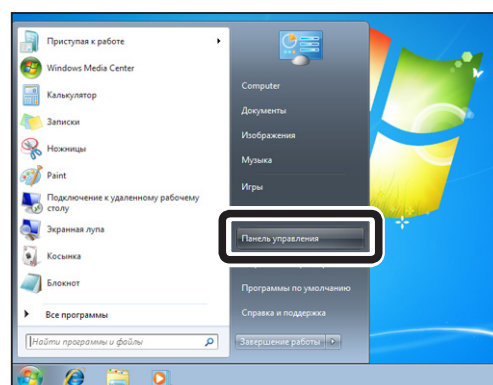 Приступая к работе
Windows Media Center
Калькулятор
Записки
Ножницы
Paint
Подключение к удаленному рабочему
столу
Экранная лупа
Косынка
Блокнот
Все программы
Найти программы и файлы
Computer
Документы
Изображения
Музыка
Игры
Панель управления
Программы по умолчанию
Справка и поддержка
Завершение работы